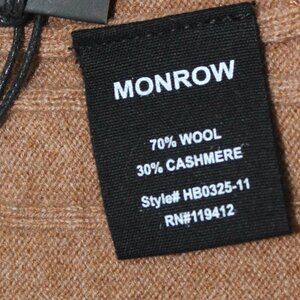 MONROW
70% WOOL
30% CASHMERE
Style# HB0325-11
RN#119412